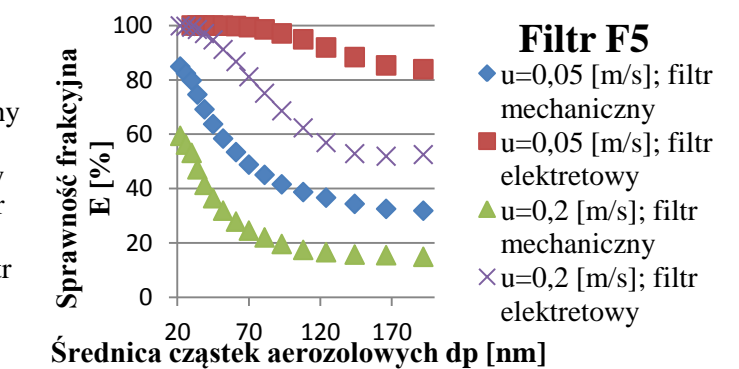 Filtr F5
Sprawność frakcyjna
E [%]
100
80
60
40
20
0
20 70 120 170
Średnica cząstek aerozolowych dp [nm]
u=0,05 [m/s]; filtr
mechaniczny
u=0,05 [m/s]; filtr
elektretowy
u=0,2 [m/s]; filtr
mechaniczny
u=0,2 [m/s]; filtr
elektretowy